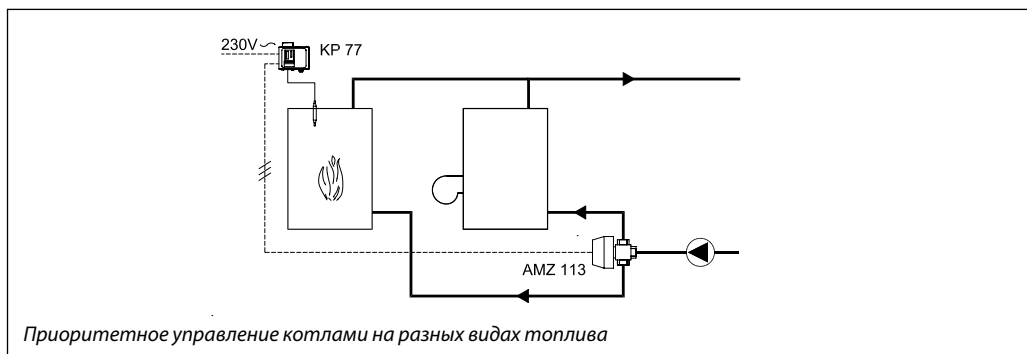 230V
KP 77
AMZ 113
Приоритетное управление котлами на разных видах топлива